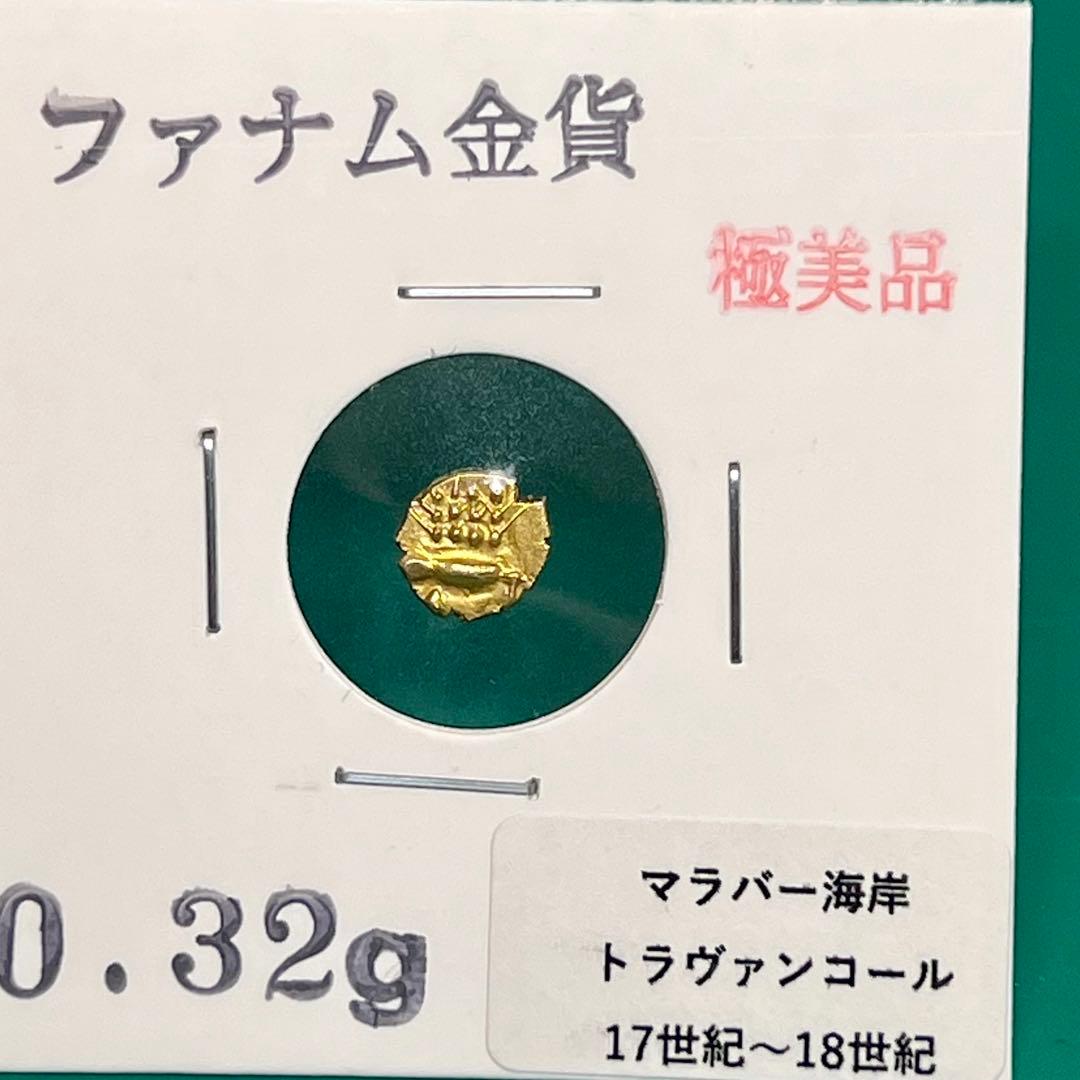 ファナム金貨
極美品
0.32g
マラバー海岸
トラヴァンコール
17世紀～18世紀